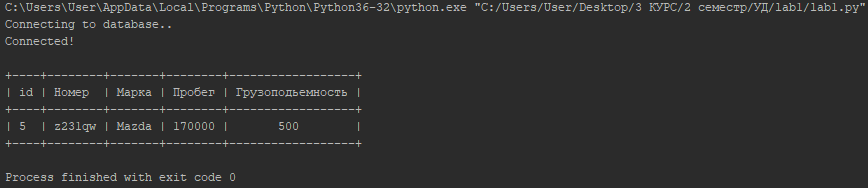 C:\Users\User\AppData\Local\Programs\Python\Python36-32\python.exe "C:/Users/User/Desktop/3 КУРС/2 семестр/УД/lab1/lab1.py"
Connecting to database..
Connected!
+----+--------+-------+--------+------------------+
| id | Номер  | Марка | Пробег | Грузоподьемность |
+----+--------+-------+--------+------------------+
| 5  | z231qw | Mazda | 170000 |       500        |
+----+--------+-------+--------+------------------+
Process finished with exit code 0